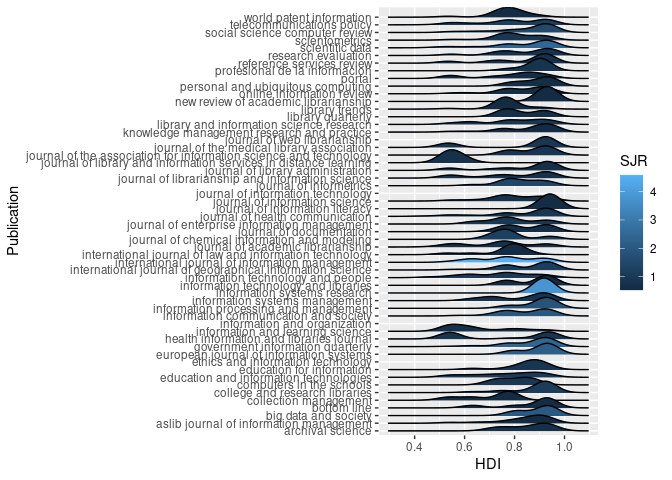 world patent information
telecommunications policy
social science computer review
scientometrics
scientific data
research evaluation
reference services review
profesional de la informacion
portal
personal and ubiquitous computing
online information review
new review of academic librarianship
library trends
library quarterly
library and information science research
knowledge management research and practice
journal of web librarianship
journal of the medical library association
journal of the association for information science and technology
journal of library and information services in distance learning
journal of library administration
journal of librarianship and information science
journal of informetrics
journal of information technology
journal of information science
journal of information literacy
journal of health communication
journal of enterprise information management
journal of documentation
journal of chemical information and modeling
journal of academic librarianship
international journal of law and information technology
international journal of information management
international journal of geographical information science
information technology and people
information technology and libraries
information systems research
information systems management
information processing and management
information communication and society
information and organization
information and learning science
health information and libraries journal
government information quarterly
european journal of information systems
ethics and information technology
education for information
education and information technologies
computers in the schools
college and research libraries
collection management
bottom line
big data and society
aslib journal of information management
archival science
Publication
0.4 0.6 0.8 1.0
HDI
SJR
4
3
2
1